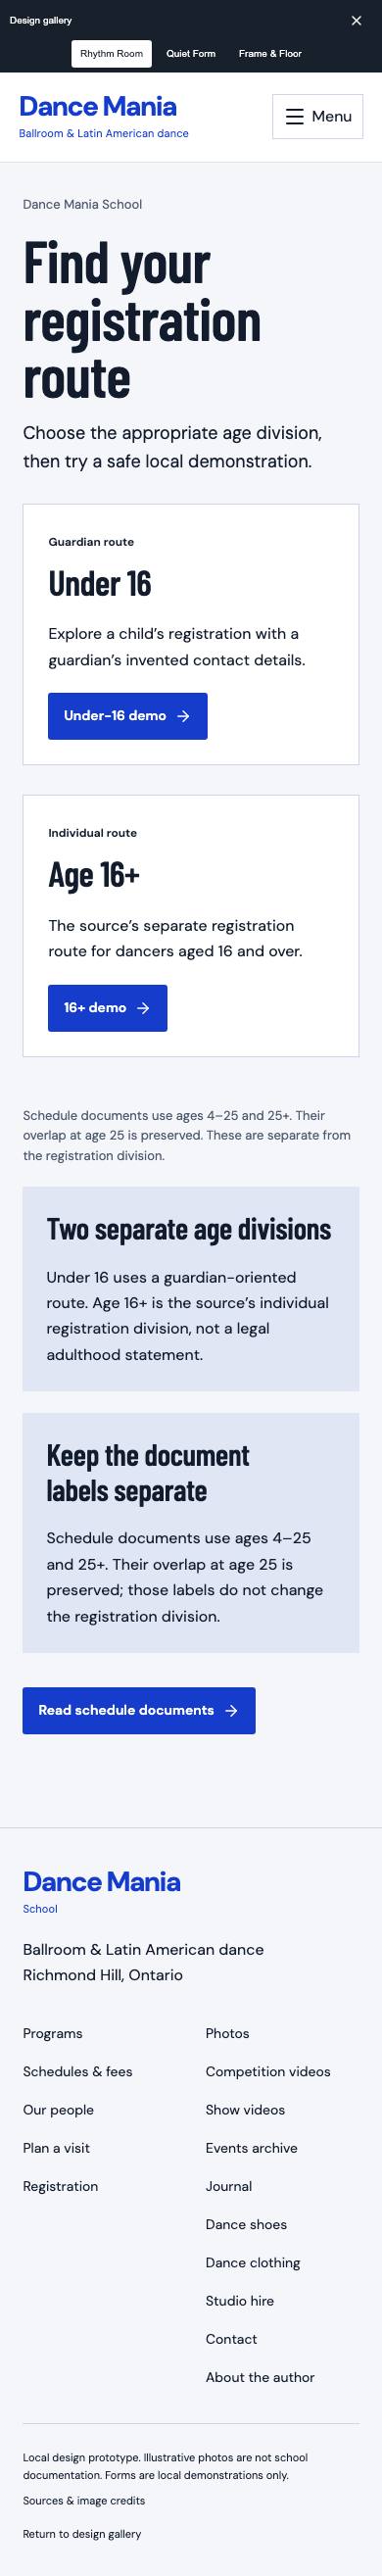 Design gallery
Rhythm Room
Quiet Form
Frame & Floor
Dance Mania
Ballroom & Latin American dance
Menu
Dance Mania School
Find your
registration
route
Choose the appropriate age division,
then try a safe local demonstration.
Guardian route
Under 16
Explore a child’s registration with a
guardian’s invented contact details.
Under-16 demo
Individual route
Age 16+
The source’s separate registration
route for dancers aged 16 and over.
16+ demo
Schedule documents use ages 4–25 and 25+. Their
overlap at age 25 is preserved. These are separate from
the registration division.
Two separate age divisions
Under 16 uses a guardian-oriented
route. Age 16+ is the source’s individual
registration division, not a legal
adulthood statement.
Keep the document
labels separate
Schedule documents use ages 4–25
and 25+. Their overlap at age 25 is
preserved; those labels do not change
the registration division.
Read schedule documents
Dance Mania
School
Ballroom & Latin American dance
Richmond Hill, Ontario
Programs
Schedules & fees
Our people
Plan a visit
Registration
Photos
Competition videos
Show videos
Events archive
Journal
Dance shoes
Dance clothing
Studio hire
Contact
About the author
Local design prototype. Illustrative photos are not school
documentation. Forms are local demonstrations only.
Sources & image credits
Return to design gallery